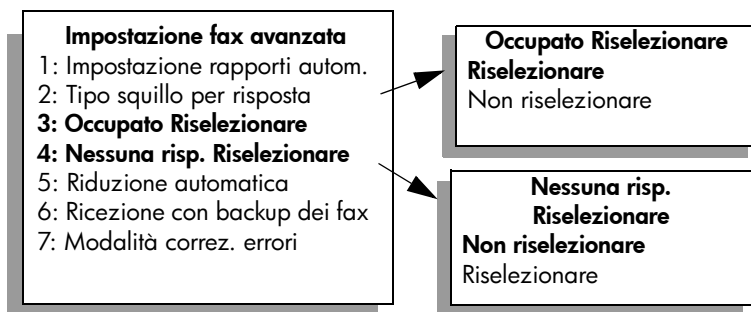 Impostazione fax avanzata
1: Impostazione rapporti autom.
2: Tipo squillo per risposta
3: Occupato Riselezionare
4: Nessuna risp. Riselezionare
5: Riduzione automatica
6: Ricezione con backup dei fax
7: Modalità correz. errori
Occupato Riselezionare
Riselezionare
Non riselezionare
Nessuna risp.
Riselezionare
Non riselezionare
Riselezionare